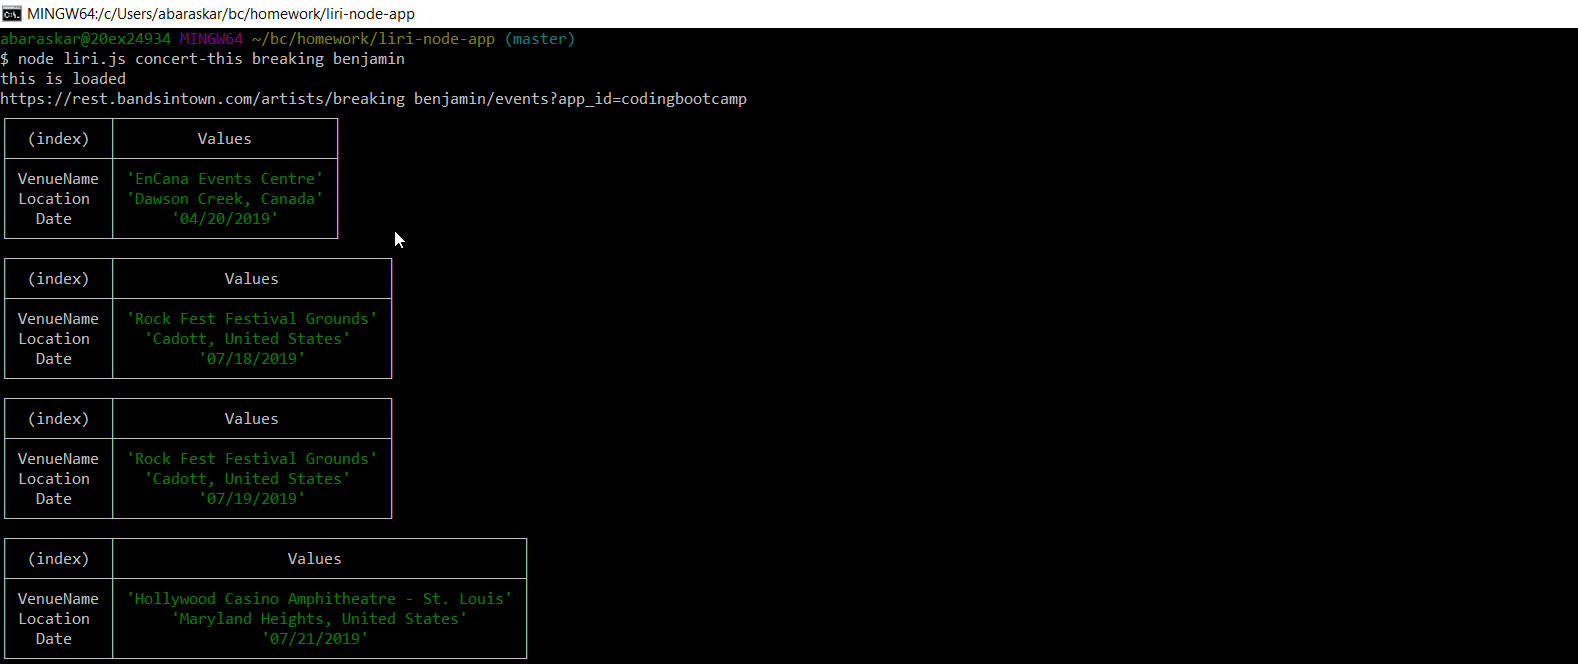 MINGW64:/c/Users/abaraskar/bc/homework/liri-node-app
abaraskar@20ex24934 MINGW64 ~/bc/homework/liri-node-app (master)
$ node liri.js concert-this breaking benjamin
this is loaded
https://rest.bandsintown.com/artists/breaking benjamin/events?app_id=codingbootcamp
(index) Values
VenueName 'EnCana Events Centre'
Location 'Dawson Creek, Canada'
Date '04/20/2019'
(index) Values
VenueName 'Rock Fest Festival Grounds'
Location 'Cadott, United States'
Date '07/18/2019'
(index) Values
VenueName 'Rock Fest Festival Grounds'
Location 'Cadott, United States'
Date '07/19/2019'
(index) Values
VenueName 'Hollywood Casino Amphitheatre - St. Louis'
Location 'Maryland Heights, United States'
Date '07/21/2019'